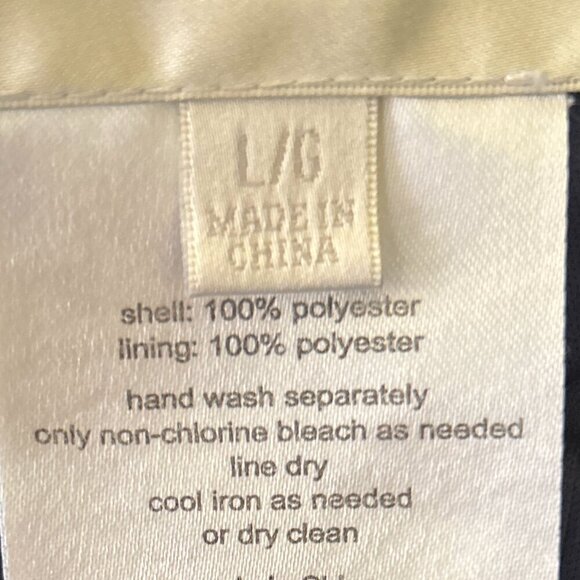 L/G
MADE IN
CHINA
shell: 100% polyester
lining: 100% polyester
hand wash separately
only non-chlorine bleach as needed
line dry
cool iron as needed
or dry clean